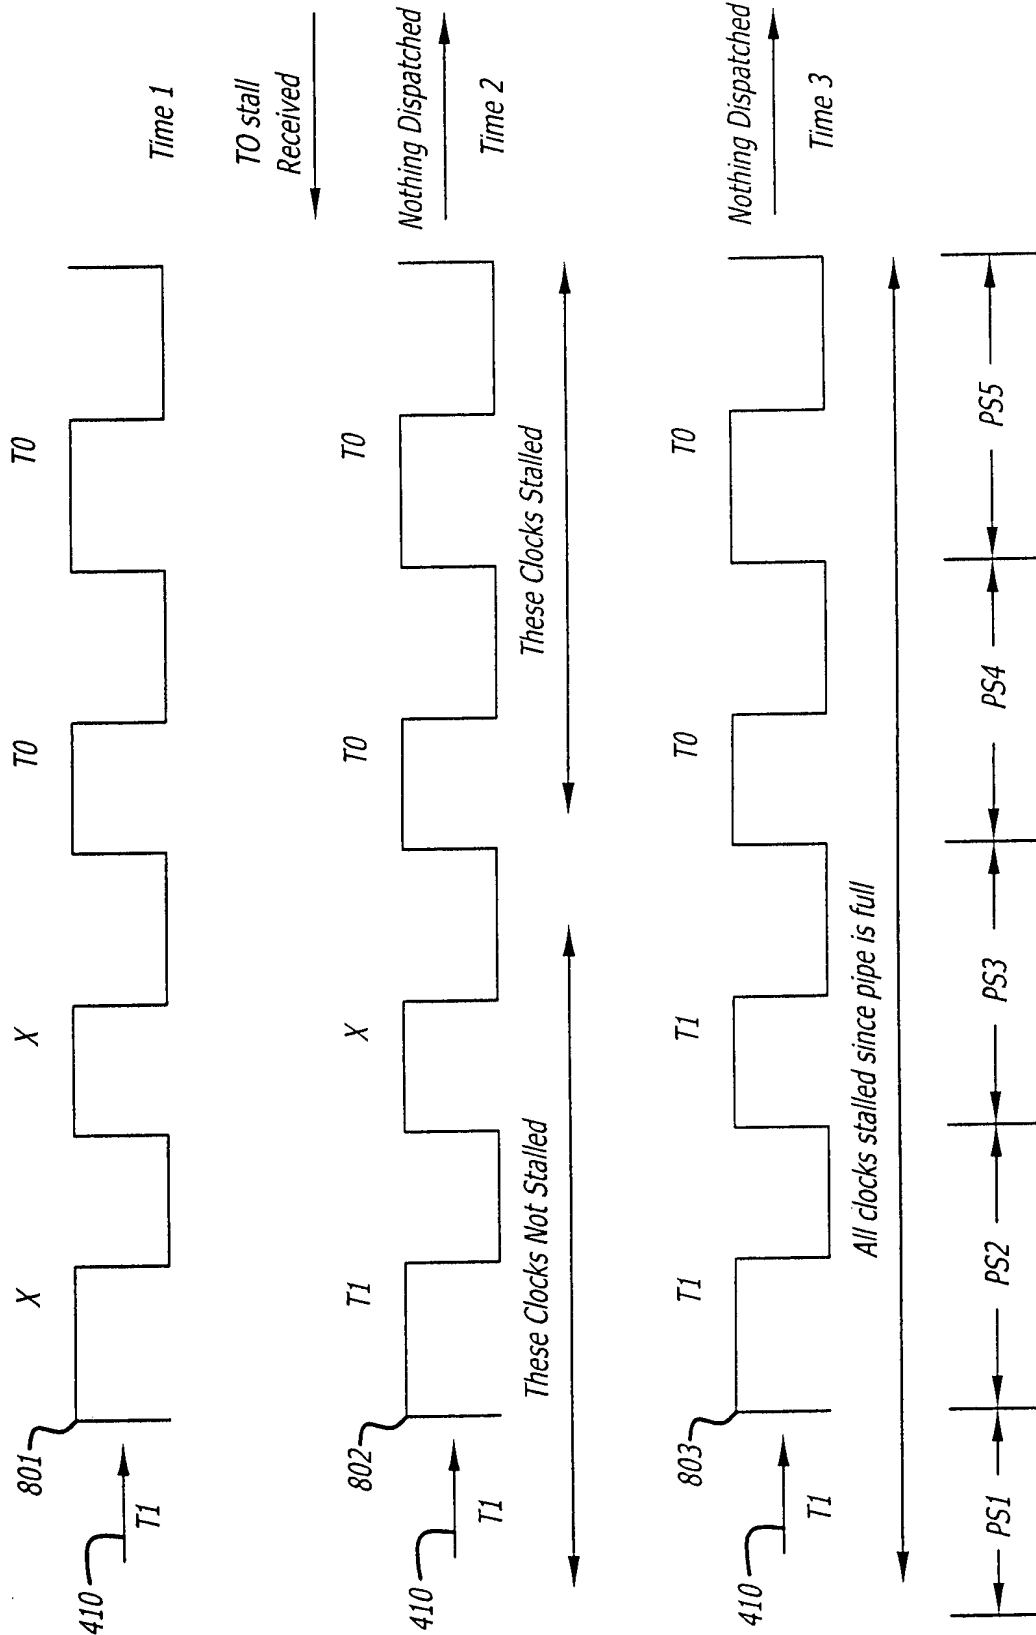 801
X
X
T0
T0
410
T1
Time 1
TO stall
Received
802
T1
X
T0
T0
Nothing Dispatched
410
T1
Time 2
These Clocks Not Stalled
These Clocks Stalled
803
T1
T1
T0
T0
Nothing Dispatched
410
T1
Time 3
All clocks stalled since pipe is full
PS1
PS2
PS3
PS4
PS5